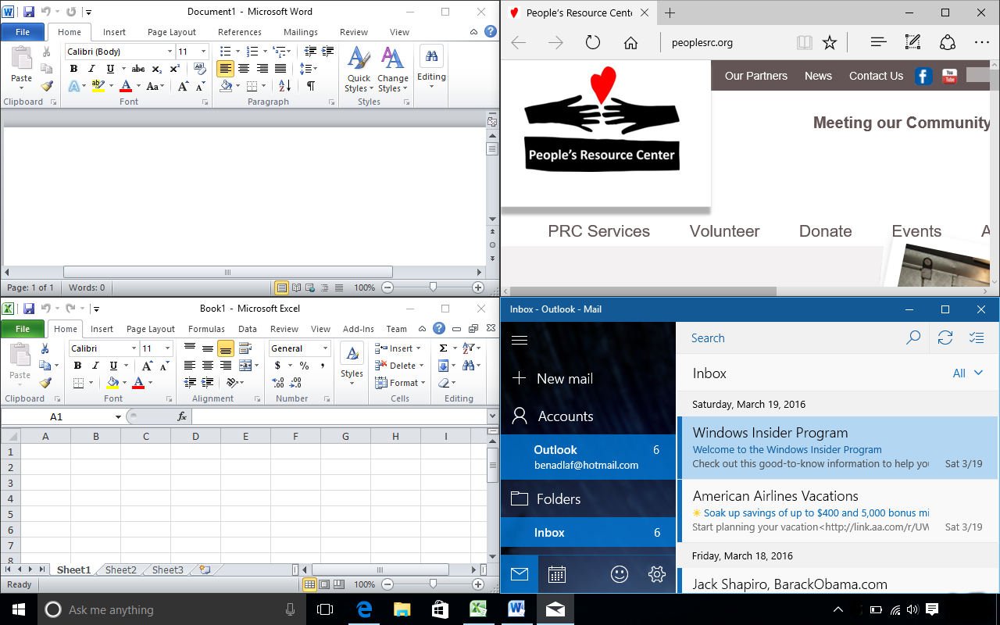 Document1 - Microsoft Word
File Home Insert Page Layout References Mailings Review View
Calibri (Body) 11
Paste
B I U abc x₂ x²
Aa A A
Quick Styles
Change Styles
Editing
Clipboard Font Paragraph Styles
Page: 1 of 1 Words: 0 100%
People's Resource Cent
peoplesrc.org
Our Partners News Contact Us
You Tube
Meeting our Community
People's Resource Center
PRC Services Volunteer Donate Events A
Book1 - Microsoft Excel
File Home Insert Page Layout Formulas Data Review View Add-Ins Team
Calibri 11 General
Paste
B I U A A
$ % ,
Styles
Insert
Delete
Format
Clipboard Font Alignment Number Cells Editing
A1 fx
A B C D E F G H I
1
2
3
4
5
6
7
8
Sheet1 Sheet2 Sheet3
Ready 100%
Inbox - Outlook - Mail
New mail
Accounts
Outlook 6
benadlaf@hotmail.com
Folders
Inbox 6
Search
Inbox All
Saturday, March 19, 2016
Windows Insider Program
Welcome to the Windows Insider Program
Check out this good-to-know information to help you Sat 3/19
American Airlines Vacations
Soak up savings of up to $400 and 5,000 bonus mi
Start planning your vacation<http://link.aa.com/r/UW Sat 3/19
Friday, March 18, 2016
Jack Shapiro, BarackObama.com
Ask me anything